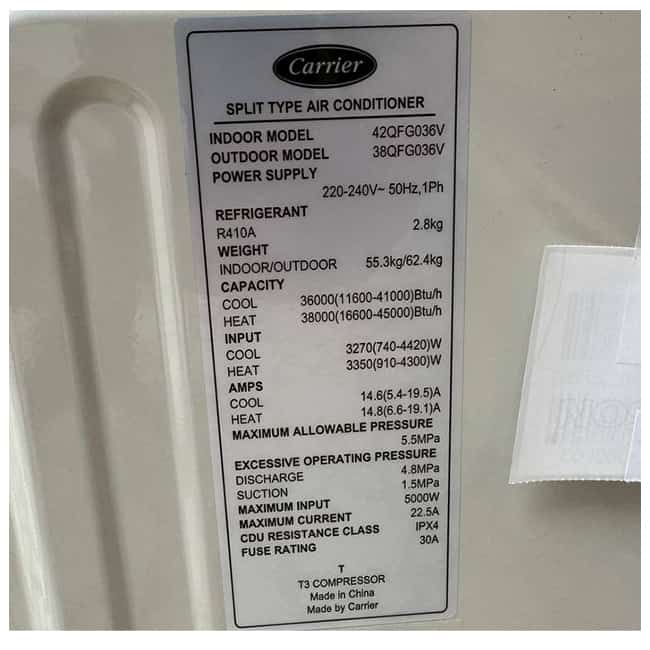 Carrier
SPLIT TYPE AIR CONDITIONER
INDOOR MODEL 42QFG036V
OUTDOOR MODEL 38QFG036V
POWER SUPPLY
220-240V~ 50Hz,1Ph
REFRIGERANT
R410A 2.8kg
WEIGHT
INDOOR/OUTDOOR 55.3kg/62.4kg
CAPACITY
COOL 36000(11600-41000)Btu/h
HEAT 38000(16600-45000)Btu/h
INPUT
COOL 3270(740-4420)W
HEAT 3350(910-4300)W
AMPS
COOL 14.6(5.4-19.5)A
HEAT 14.8(6.6-19.1)A
MAXIMUM ALLOWABLE PRESSURE
5.5MPa
EXCESSIVE OPERATING PRESSURE
DISCHARGE 4.8MPa
SUCTION 1.5MPa
MAXIMUM INPUT 5000W
MAXIMUM CURRENT 22.5A
CDU RESISTANCE CLASS IPX4
FUSE RATING 30A
T
T3 COMPRESSOR
Made in China
Made by Carrier